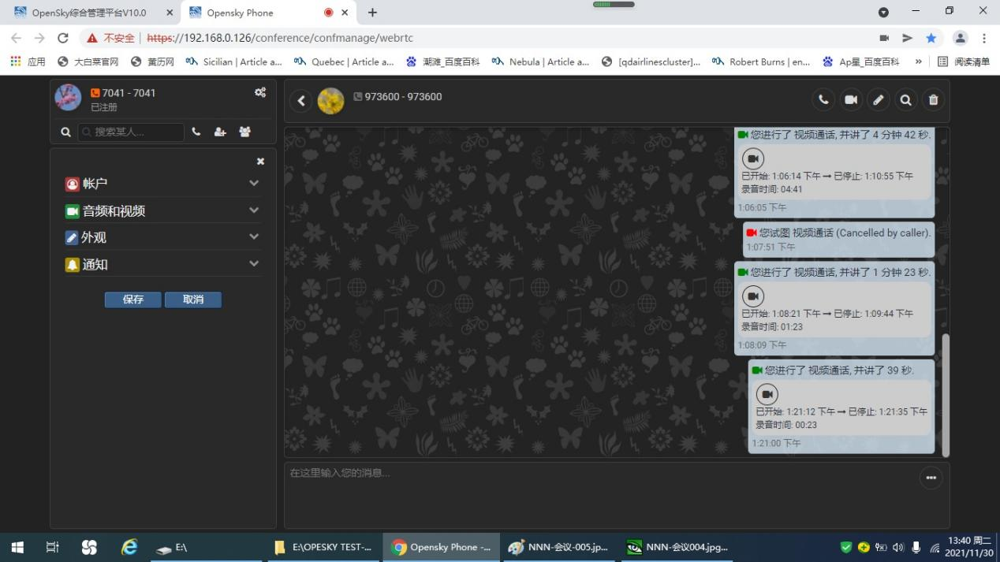 OpenSky综合管理平台V10.0
Opensky Phone
不安全
https://192.168.0.126/conference/confmanage/webrtc
应用
大白菜官网
黄历网
Sicilian | Article a...
Quebec | Article a...
潮滩_百度百科
Nebula | Article a...
[qdairlinescluster]...
Robert Burns | en...
Ap星_百度百科
»
阅读清单
7041 - 7041
已注册
搜索某人...
帐户
音频和视频
外观
通知
保存
取消
973600 - 973600
您进行了 视频通话, 并讲了 4 分钟 42 秒.
已开始: 1:06:14 下午 → 已停止: 1:10:55 下午
录音时间: 04:41
1:06:05 下午
您试图 视频通话 (Cancelled by caller).
1:07:51 下午
您进行了 视频通话, 并讲了 1 分钟 23 秒.
已开始: 1:08:21 下午 → 已停止: 1:09:44 下午
录音时间: 01:23
1:08:09 下午
您进行了 视频通话, 并讲了 39 秒.
已开始: 1:21:12 下午 → 已停止: 1:21:35 下午
录音时间: 00:23
1:21:00 下午
在这里输入您的消息...
E:\
E:\OPESKY TEST-...
Opensky Phone -...
NNN-会议-005.jp...
NNN-会议004.jpg...
13:40 周二
2021/11/30